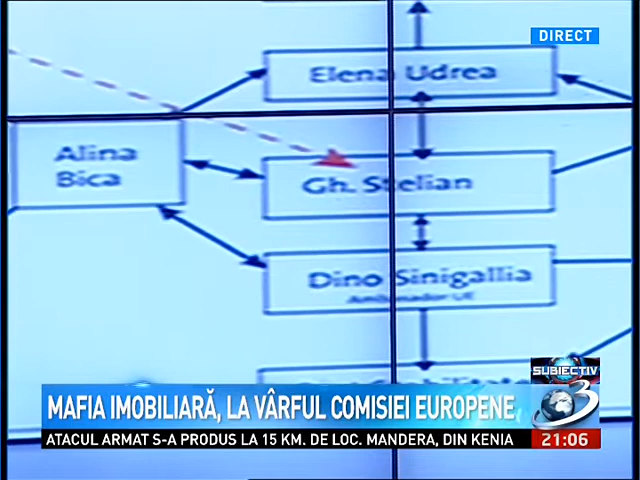 DIRECT
Elena Udrea
Alina
Bica
Gh. Stelian
Dino Sinigallia
Ambasador UE
SUBIECTIV
3
MAFIA IMOBILIARĂ, LA VÂRFUL COMISIEI EUROPENE
ATACUL ARMAT S-A PRODUS LA 15 KM. DE LOC. MANDERA, DIN KENIA
21:06